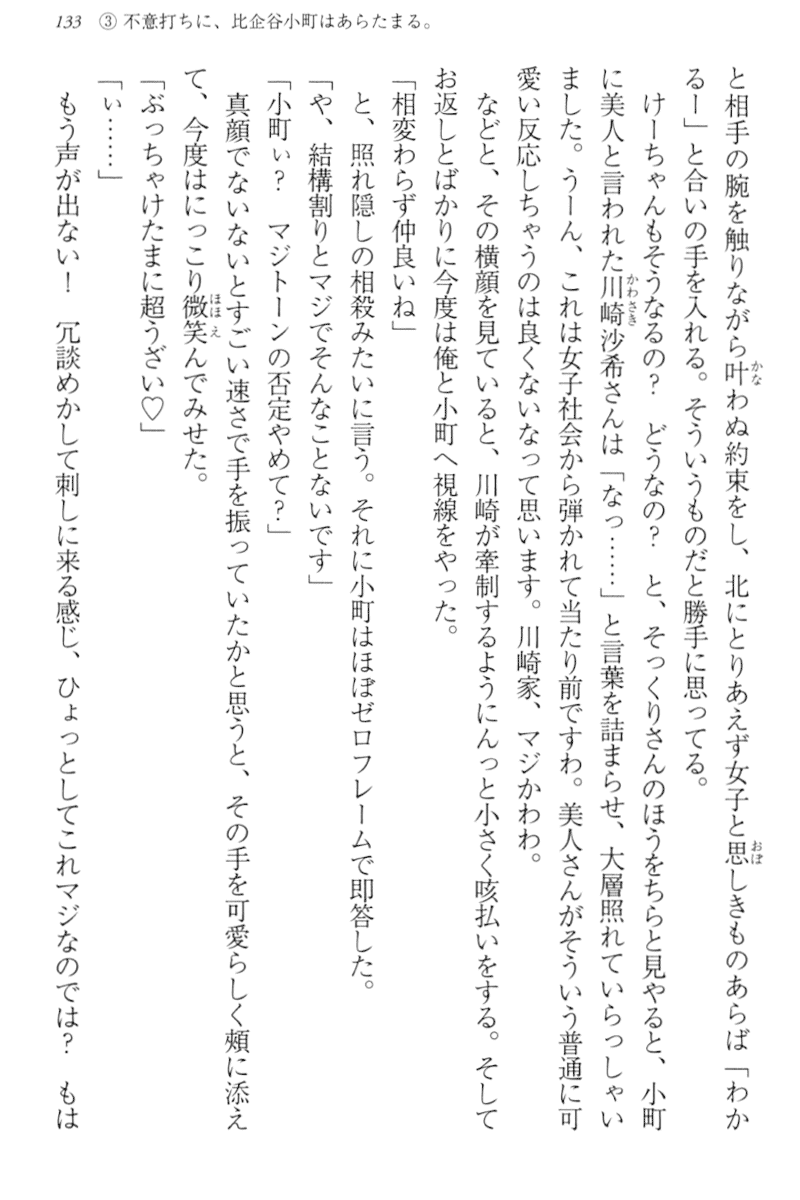 133 ③ 不意打ちに、比企谷小町はあらたまる。
と相手の腕を触りながら叶わぬ約束をし、北にとりあえず女子と思しきものあらば「わか
るー」と合いの手を入れる。そういうものだと勝手に思ってる。
　けーちゃんもそうなるの？　どうなの？　と、そっくりさんのほうをちらと見やると、小町
に美人と言われた川崎沙希さんは「なっ……」と言葉を詰まらせ、大層照れていらっしゃい
ました。うーん、これは女子社会から弾かれて当たり前ですわ。美人さんがそういう普通に可
愛い反応しちゃうのは良くないなって思います。川崎家、マジかわわ。
　などと、その横顔を見ていると、川崎が牽制するようにんっと小さく咳払いをする。そして
お返しとばかりに今度は俺と小町へ視線をやった。
「相変わらず仲良いね」
　と、照れ隠しの相殺みたいに言う。それに小町はほぼゼロフレームで即答した。
「や、結構割りとマジでそんなことないです」
「小町ぃ？　マジトーンの否定やめて？」
　真顔でないないとすごい速さで手を振っていたかと思うと、その手を可愛らしく頰に添え
て、今度はにっこり微笑んでみせた。
「ぶっちゃけたまに超うざい♡」
「ぃ……」
　もう声が出ない！　冗談めかして刺しに来る感じ、ひょっとしてこれマジなのでは？　もは
かな
おぼ
かわさき
ほほえ